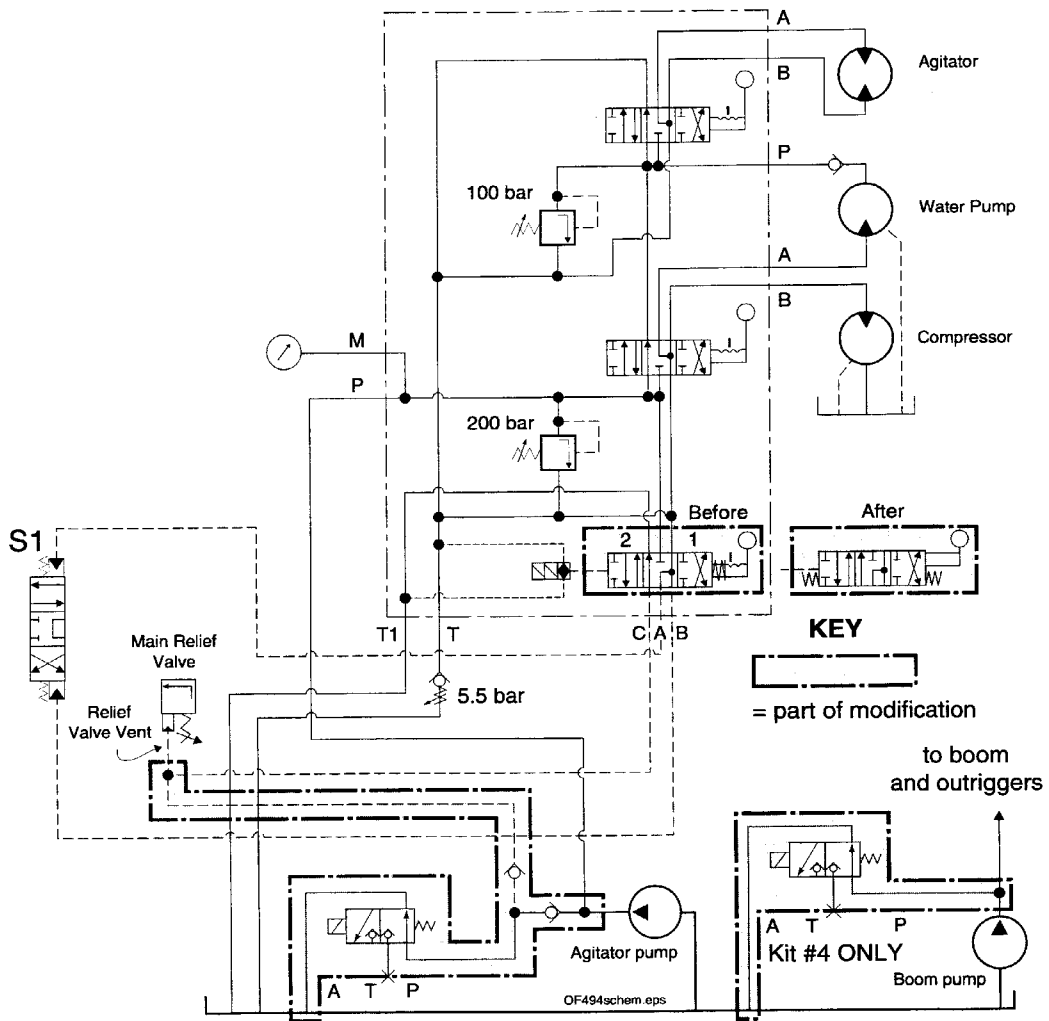 A
Agitator
B
P
100 bar
Water Pump
A
B
M
Compressor
P
200 bar
S1
Before
After
2
1
T1
T
C
A
B
KEY
Main Relief
Valve
5.5 bar
= part of modification
Relief
Valve Vent
to boom
and outriggers
A
T
P
Agitator pump
A
T
P
Kit #4 ONLY
Boom pump
OF494schem.eps